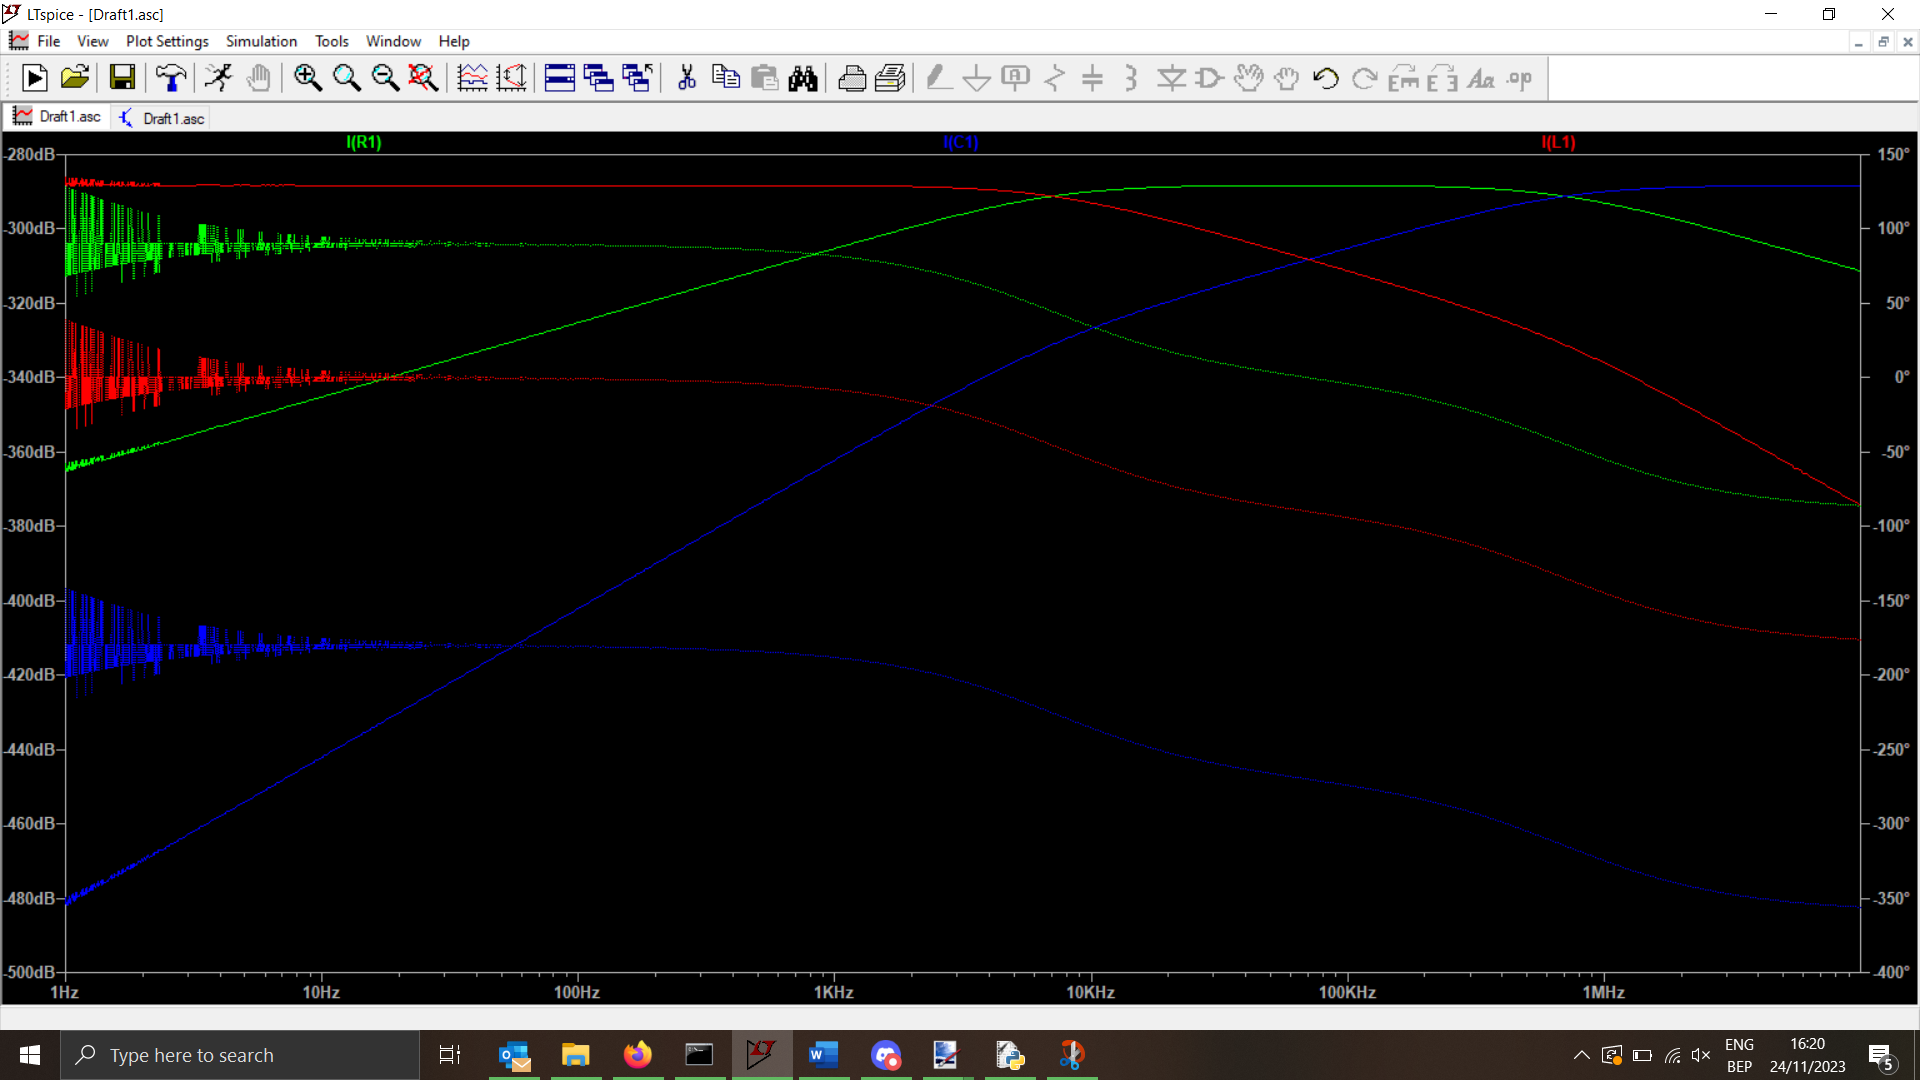 LTspice - [Draft1.asc]
File View Plot Settings Simulation Tools Window Help
Aa .op
Draft1.asc Draft1.asc
I(R1) I(C1) I(L1)
-280dB 150°
-300dB 100°
-320dB 50°
-340dB 0°
-360dB -50°
-380dB -100°
-400dB -150°
-420dB -200°
-440dB -250°
-460dB -300°
-480dB -350°
-500dB -400°
1Hz 10Hz 100Hz 1KHz 10KHz 100KHz 1MHz
Type here to search
ENG 16:20
BEP 24/11/2023 5